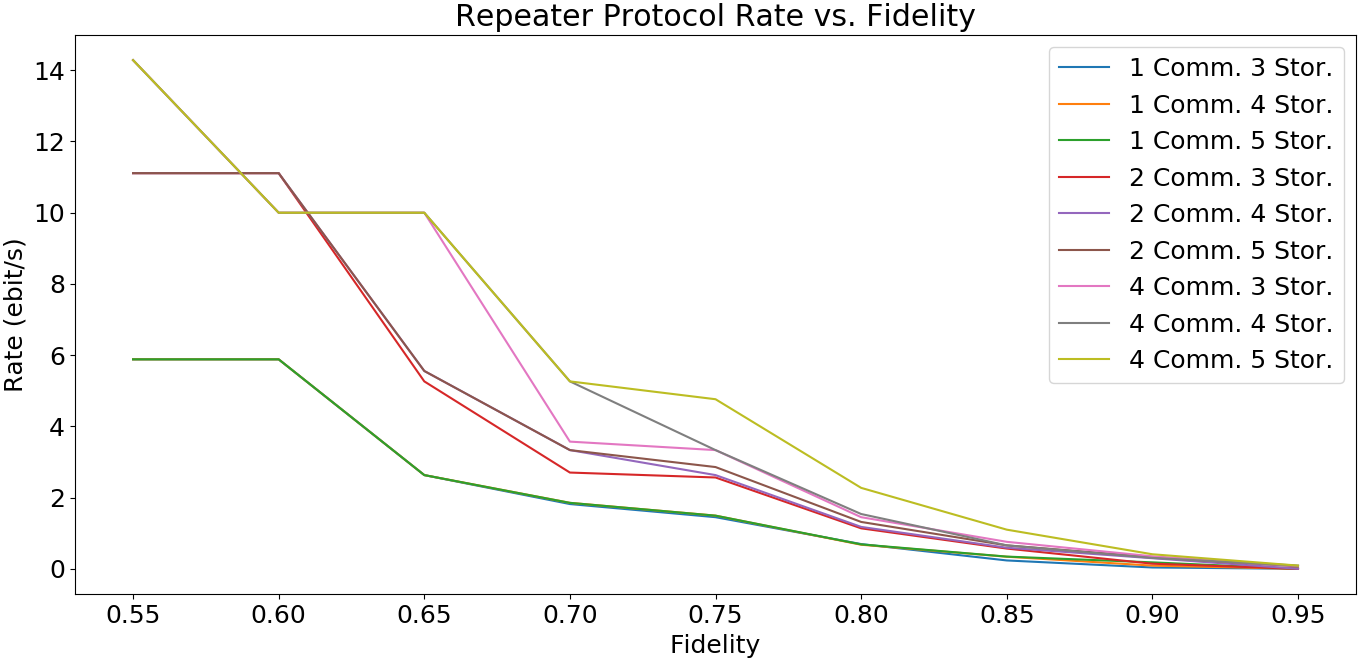 Repeater Protocol Rate vs. Fidelity
14
12
10
8
6
4
2
0
Rate (ebit/s)
1 Comm. 3 Stor.
1 Comm. 4 Stor.
1 Comm. 5 Stor.
2 Comm. 3 Stor.
2 Comm. 4 Stor.
2 Comm. 5 Stor.
4 Comm. 3 Stor.
4 Comm. 4 Stor.
4 Comm. 5 Stor.
0.55 0.60 0.65 0.70 0.75 0.80 0.85 0.90 0.95
Fidelity